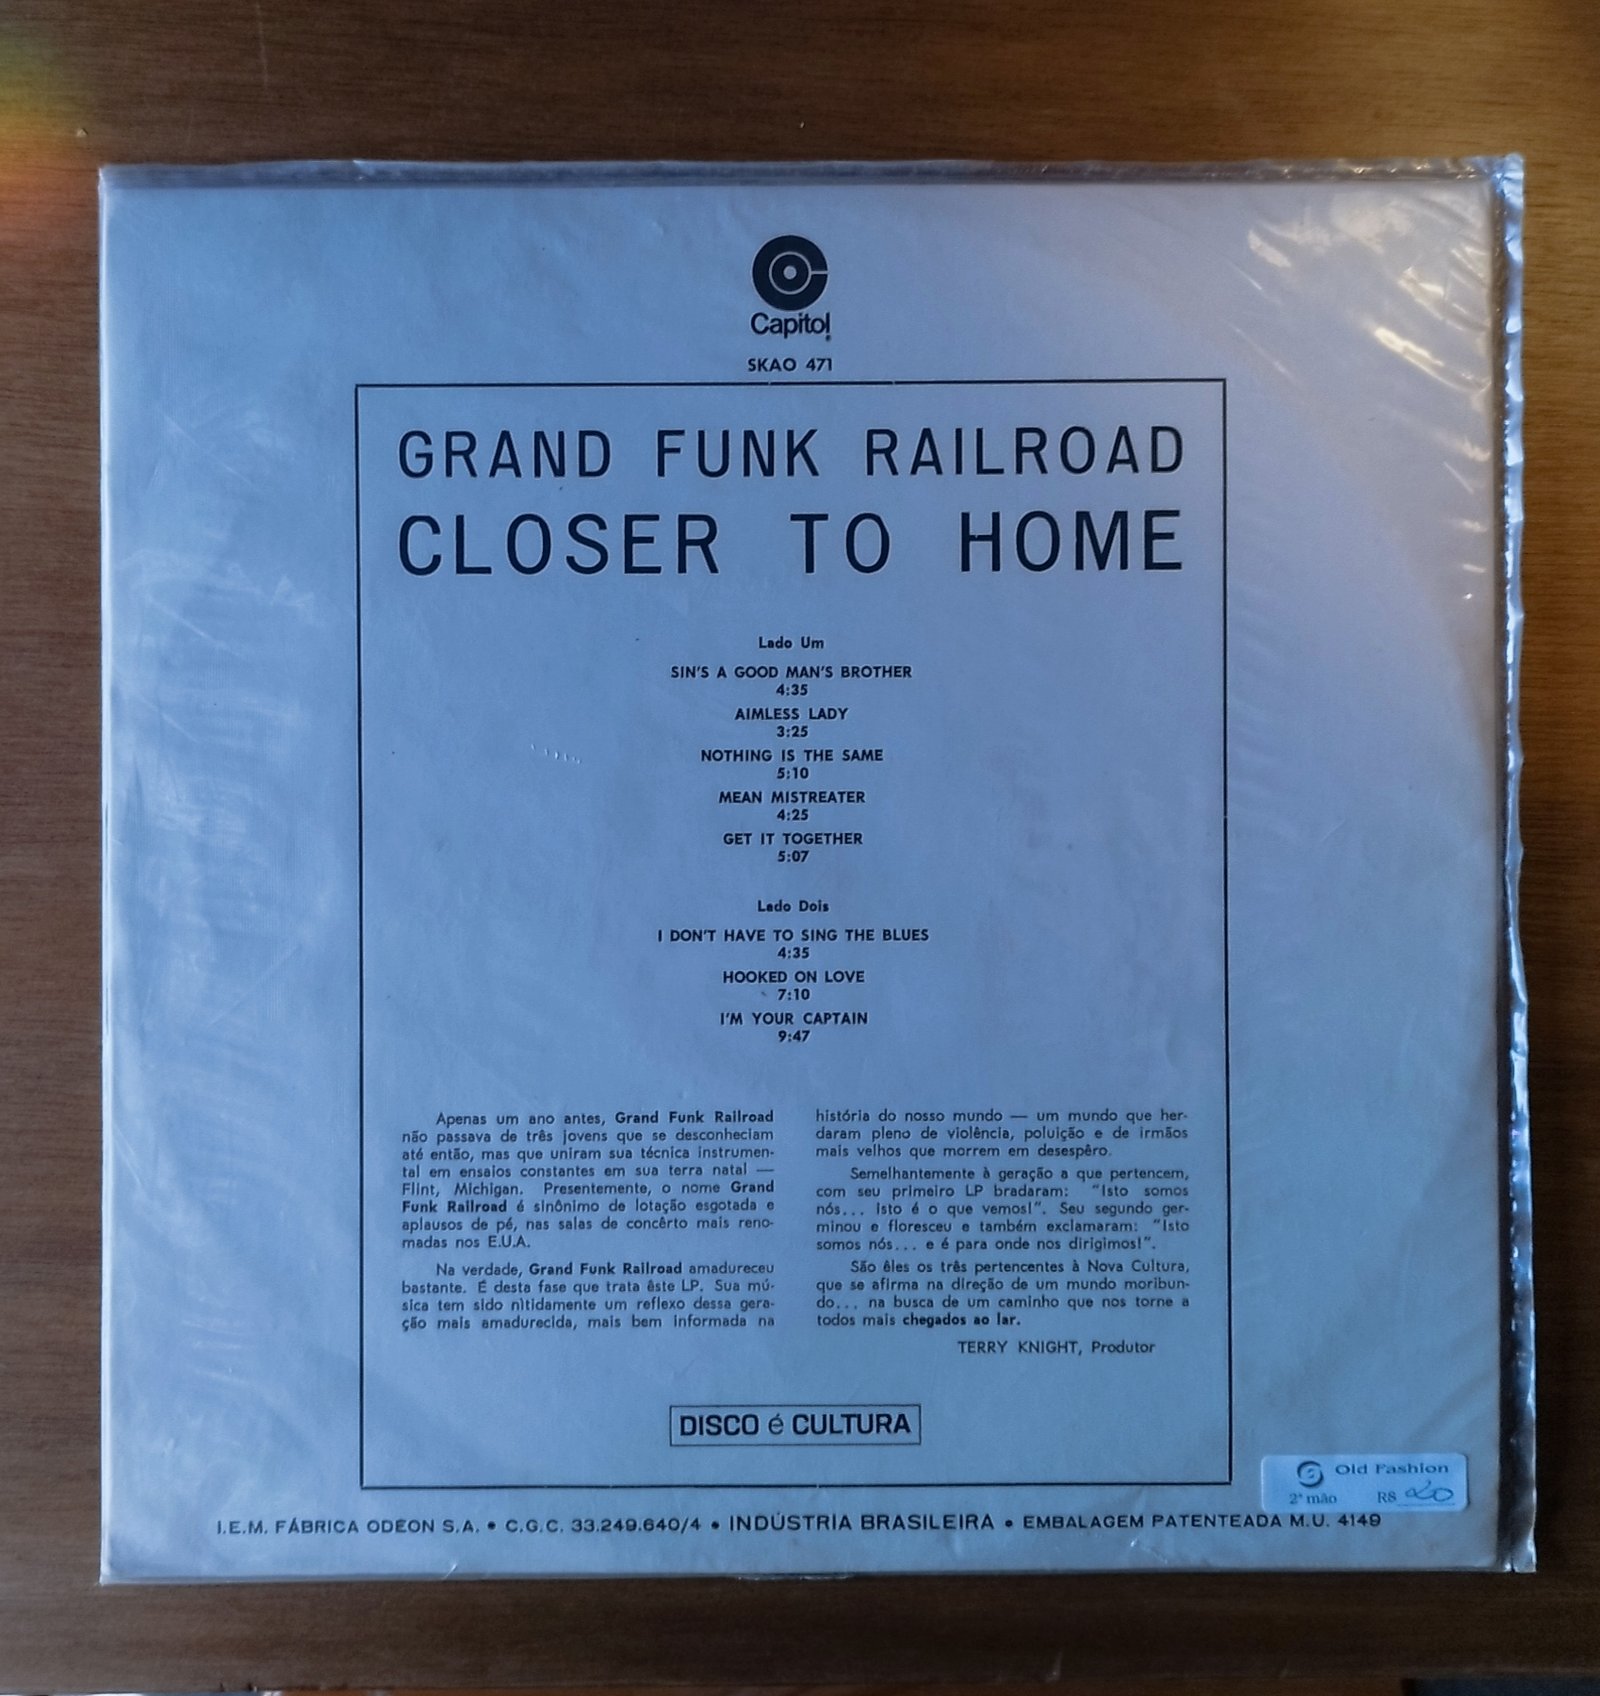 Capitol
SKAO 471
GRAND FUNK RAILROAD
CLOSER TO HOME
Lado Um
SIN'S A GOOD MAN'S BROTHER
4:35
AIMLESS LADY
3:25
NOTHING IS THE SAME
5:10
MEAN MISTREATER
4:25
GET IT TOGETHER
5:07
Lado Dois
I DON'T HAVE TO SING THE BLUES
4:35
HOOKED ON LOVE
7:10
I'M YOUR CAPTAIN
9:47
Apenas um ano antes, Grand Funk Railroad
não passava de três jovens que se desconheciam
até então, mas que uniram sua técnica instrumen-
tal em ensaios constantes em sua terra natal —
Flint, Michigan. Presentemente, o nome Grand
Funk Railroad é sinônimo de lotação esgotada e
aplausos de pé, nas salas de concêrto mais reno-
madas nos E.U.A.
Na verdade, Grand Funk Railroad amadureceu
bastante. É desta fase que trata êste LP. Sua mú-
sica tem sido nìtidamente um reflexo dessa gera-
ção mais amadurecida, mais bem informada na
história do nosso mundo — um mundo que her-
daram pleno de violência, poluição e de irmãos
mais velhos que morrem em desespêro.
Semelhantemente à geração a que pertencem,
com seu primeiro LP bradaram: "Isto somos
nós... isto é o que vemos!". Seu segundo ger-
minou e floresceu e também exclamaram: "Isto
somos nós... e é para onde nos dirigimos!".
São êles os três pertencentes à Nova Cultura,
que se afirma na direção de um mundo moribun-
do... na busca de um caminho que nos torne a
todos mais chegados ao lar.
TERRY KNIGHT, Produtor
DISCO é CULTURA
Old Fashion
2ª mão R$ 20
I.E.M. FÁBRICA ODEON S.A. • C.G.C. 33.249.640/4 • INDÚSTRIA BRASILEIRA • EMBALAGEM PATENTEADA M.U. 4149